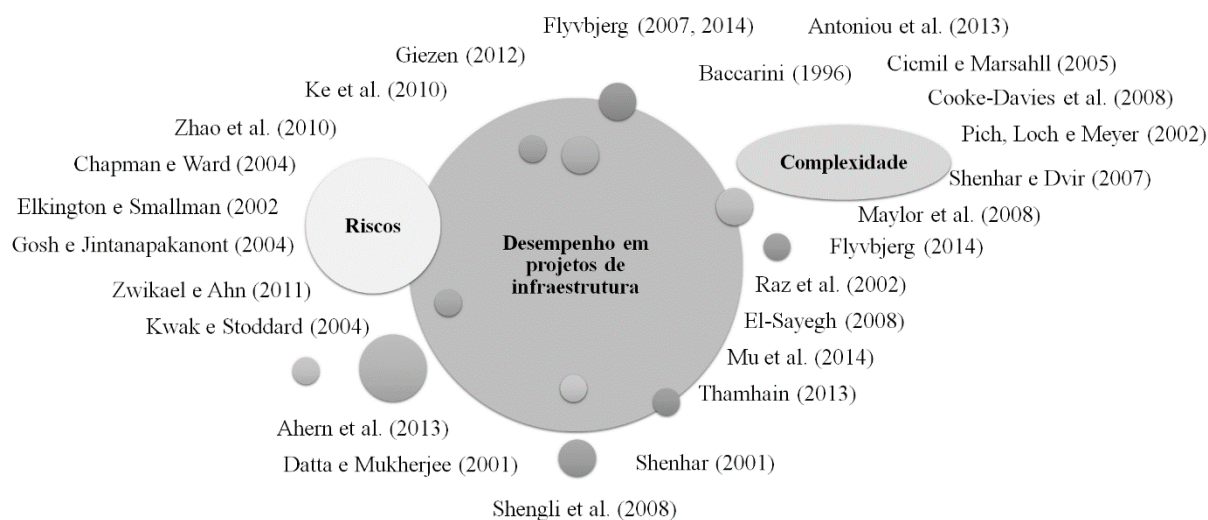 Flyvbjerg (2007, 2014)
Antoniou et al. (2013)
Giezen (2012)
Baccarini (1996)
Cicmil e Marsahll (2005)
Ke et al. (2010)
Cooke-Davies et al. (2008)
Zhao et al. (2010)
Pich, Loch e Meyer (2002)
Chapman e Ward (2004)
Complexidade
Shenhar e Dvir (2007)
Elkington e Smallman (2002
Maylor et al. (2008)
Riscos
Gosh e Jintanapakanont (2004)
Desempenho em
projetos de
infraestrutura
Flyvbjerg (2014)
Zwikael e Ahn (2011)
Raz et al. (2002)
Kwak e Stoddard (2004)
El-Sayegh (2008)
Mu et al. (2014)
Thamhain (2013)
Ahern et al. (2013)
Datta e Mukherjee (2001)
Shenhar (2001)
Shengli et al. (2008)